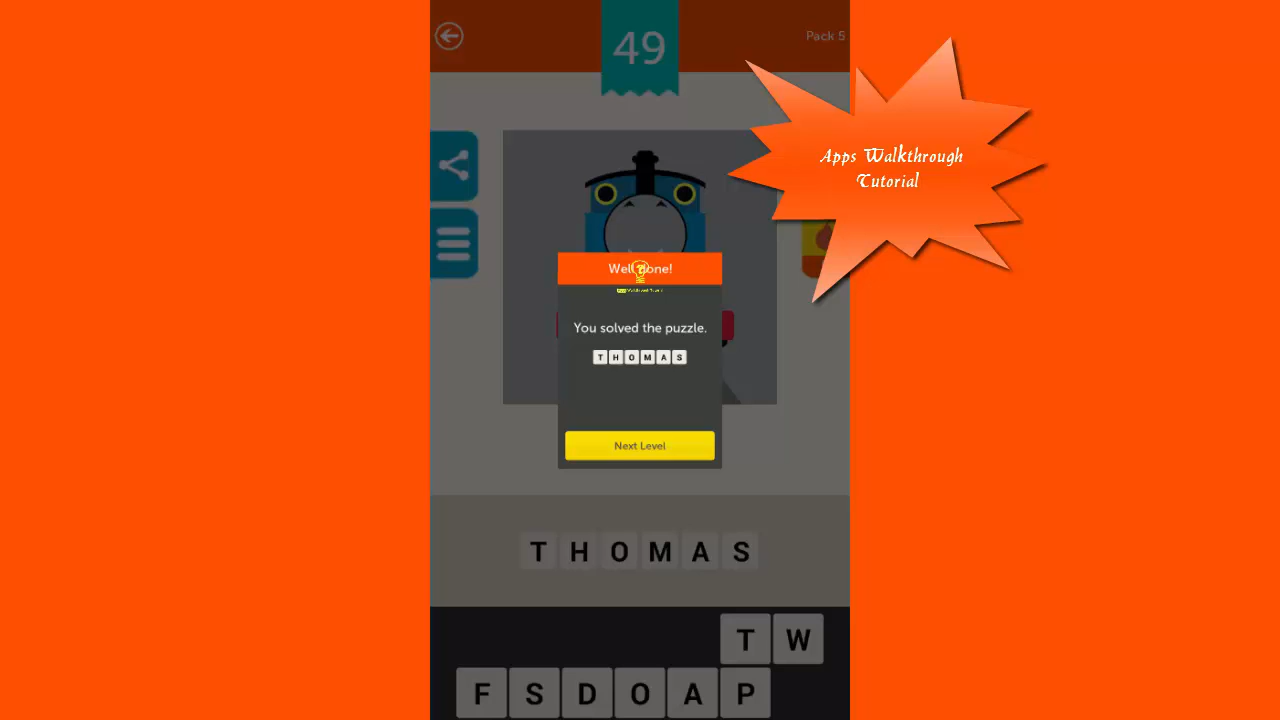 49
Pack 5
Apps Walkthrough
Tutorial
Well done!
You solved the puzzle.
THOMAS
Next Level
THOMAS
T W
F S D O A P